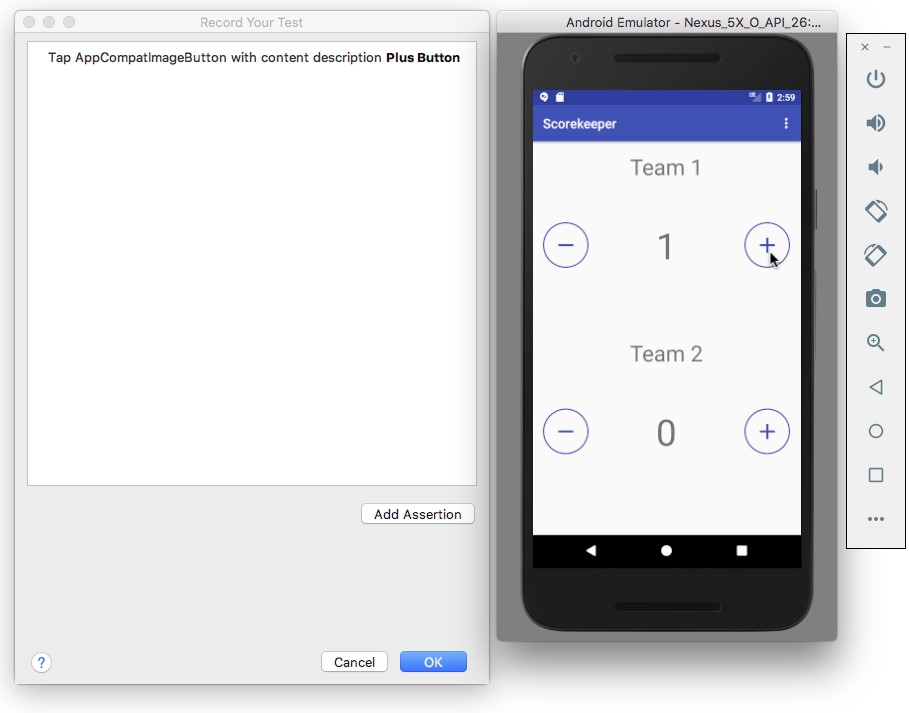 Record Your Test
Tap AppCompatImageButton with content description Plus Button
Add Assertion
?
Cancel
OK
Android Emulator - Nexus_5X_O_API_26:...
2:59
Scorekeeper
Team 1
1
Team 2
0